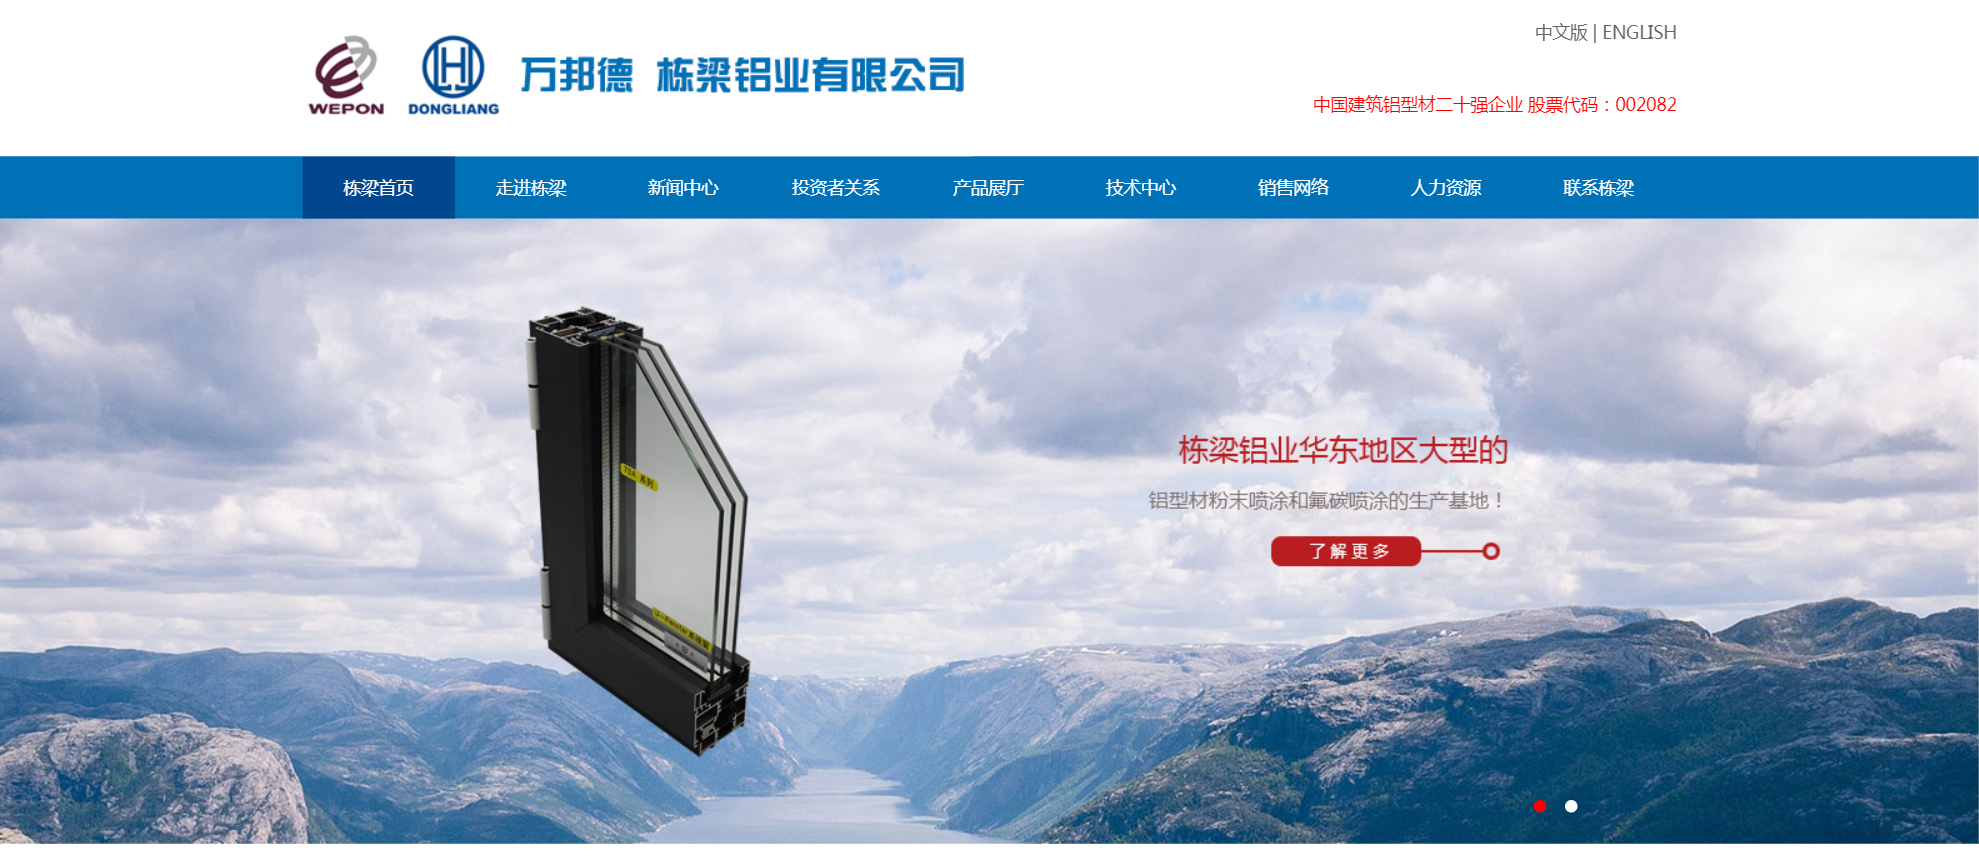 中文版 | ENGLISH
WEPON
DONGLIANG
万邦德 栋梁铝业有限公司
中国建筑铝型材二十强企业 股票代码：002082
栋梁首页 走进栋梁 新闻中心 投资者关系 产品展厅 技术中心 销售网络 人力资源 联系栋梁
栋梁铝业华东地区大型的
铝型材粉末喷涂和氟碳喷涂的生产基地！
70A 系列
了解更多